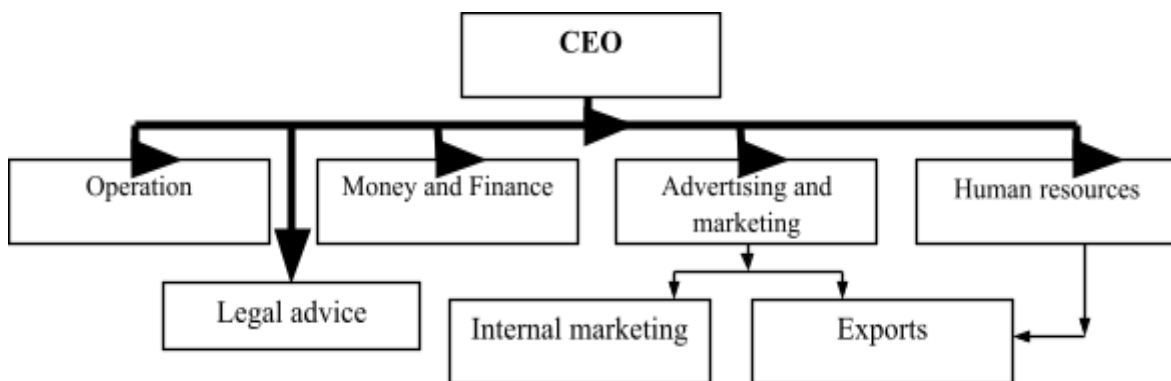 CEO
Operation
Money and Finance
Advertising and
marketing
Human resources
Legal advice
Internal marketing
Exports